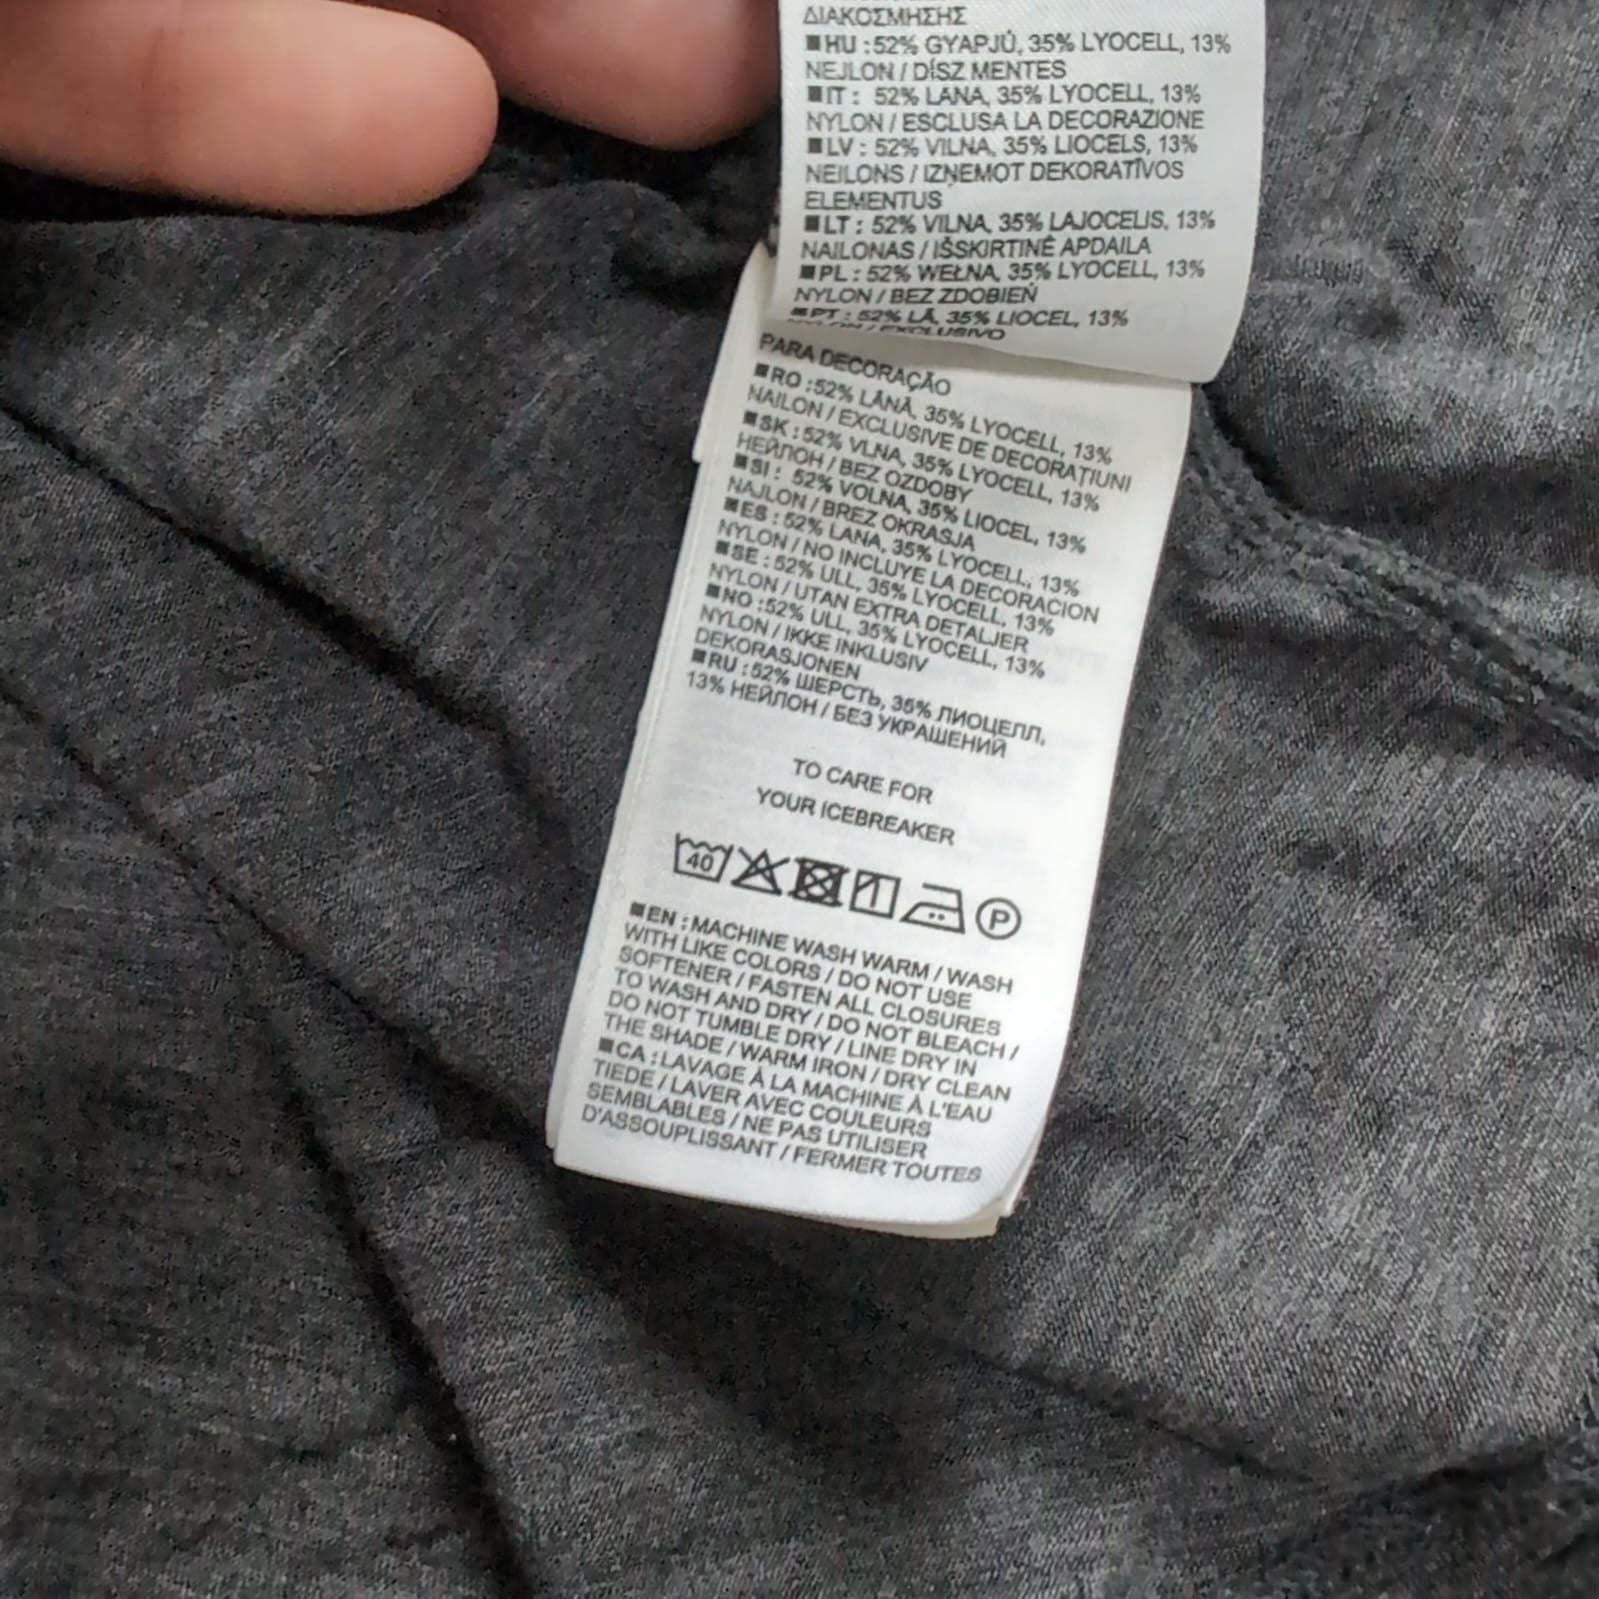 ΔΙΑΚΟΣΜΗΣΗΣ
■HU : 52% GYAPJÚ, 35% LYOCELL, 13%
NEJLON / DÍSZ MENTES
■IT : 52% LANA, 35% LYOCELL, 13%
NYLON / ESCLUSA LA DECORAZIONE
■LV : 52% VILNA, 35% LIOCELS, 13%
NEILONS / IZŅEMOT DEKORATĪVOS
ELEMENTUS
■LT : 52% VILNA, 35% LAJOCELIS, 13%
NAILONAS / IŠSKIRTINĖ APDAILA
■PL : 52% WEŁNA, 35% LYOCELL, 13%
NYLON / BEZ ZDOBIEŃ
■PT : 52% LÃ, 35% LIOCEL, 13%
NYLON / EXCLUSIVO
PARA DECORAÇÃO
■RO : 52% LÂNĂ, 35% LYOCELL, 13%
NAILON / EXCLUSIVE DE DECORAȚIUNI
■SK : 52% VLNA, 35% LYOCELL, 13%
НЕЙЛОН / BEZ OZDOBY
■SI : 52% VOLNA, 35% LIOCEL, 13%
NAJLON / BREZ OKRASJA
■ES : 52% LANA, 35% LYOCELL, 13%
NYLON / NO INCLUYE LA DECORACION
■SE : 52% ULL, 35% LYOCELL, 13%
NYLON / UTAN EXTRA DETALJER
■NO : 52% ULL, 35% LYOCELL, 13%
NYLON / IKKE INKLUSIV
DEKORASJONEN
■RU : 52% ШЕРСТЬ, 35% ЛИОЦЕЛЛ,
13% НЕЙЛОН / БЕЗ УКРАШЕНИЙ
TO CARE FOR
YOUR ICEBREAKER
40 1 P
■EN : MACHINE WASH WARM / WASH
WITH LIKE COLORS / DO NOT USE
SOFTENER / FASTEN ALL CLOSURES
TO WASH AND DRY / DO NOT BLEACH /
DO NOT TUMBLE DRY / LINE DRY IN
THE SHADE / WARM IRON / DRY CLEAN
■CA : LAVAGE À LA MACHINE À L'EAU
TIEDE / LAVER AVEC COULEURS
SEMBLABLES / NE PAS UTILISER
D'ASSOUPLISSANT / FERMER TOUTES